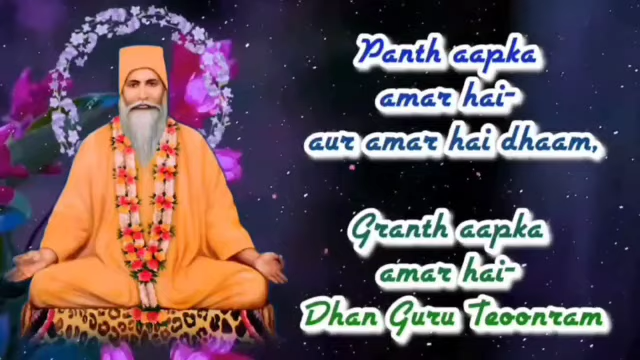 Panth aapka
amar hai-
aur amar hai dhaam,
Granth aapka
amar hai-
Dhan Guru Teoonram